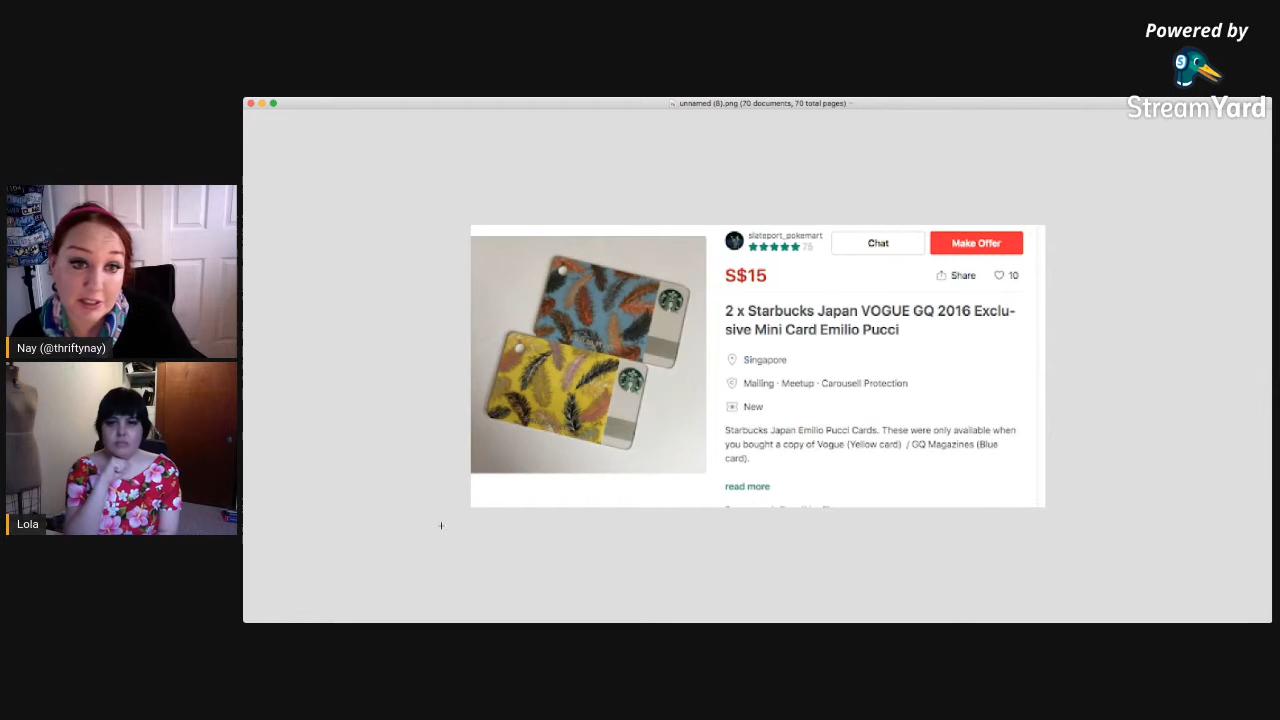 Powered by
StreamYard
unnamed (8).png (70 documents, 70 total pages)
Nay (@thriftynay)
Lola
slateport_pokemart
75
Chat
Make Offer
S$15
Share
10
2 x Starbucks Japan VOGUE GQ 2016 Exclu-
sive Mini Card Emilio Pucci
Singapore
Mailing · Meetup · Carousell Protection
New
Starbucks Japan Emilio Pucci Cards. These were only available when
you bought a copy of Vogue (Yellow card) / GQ Magazines (Blue
card).
read more